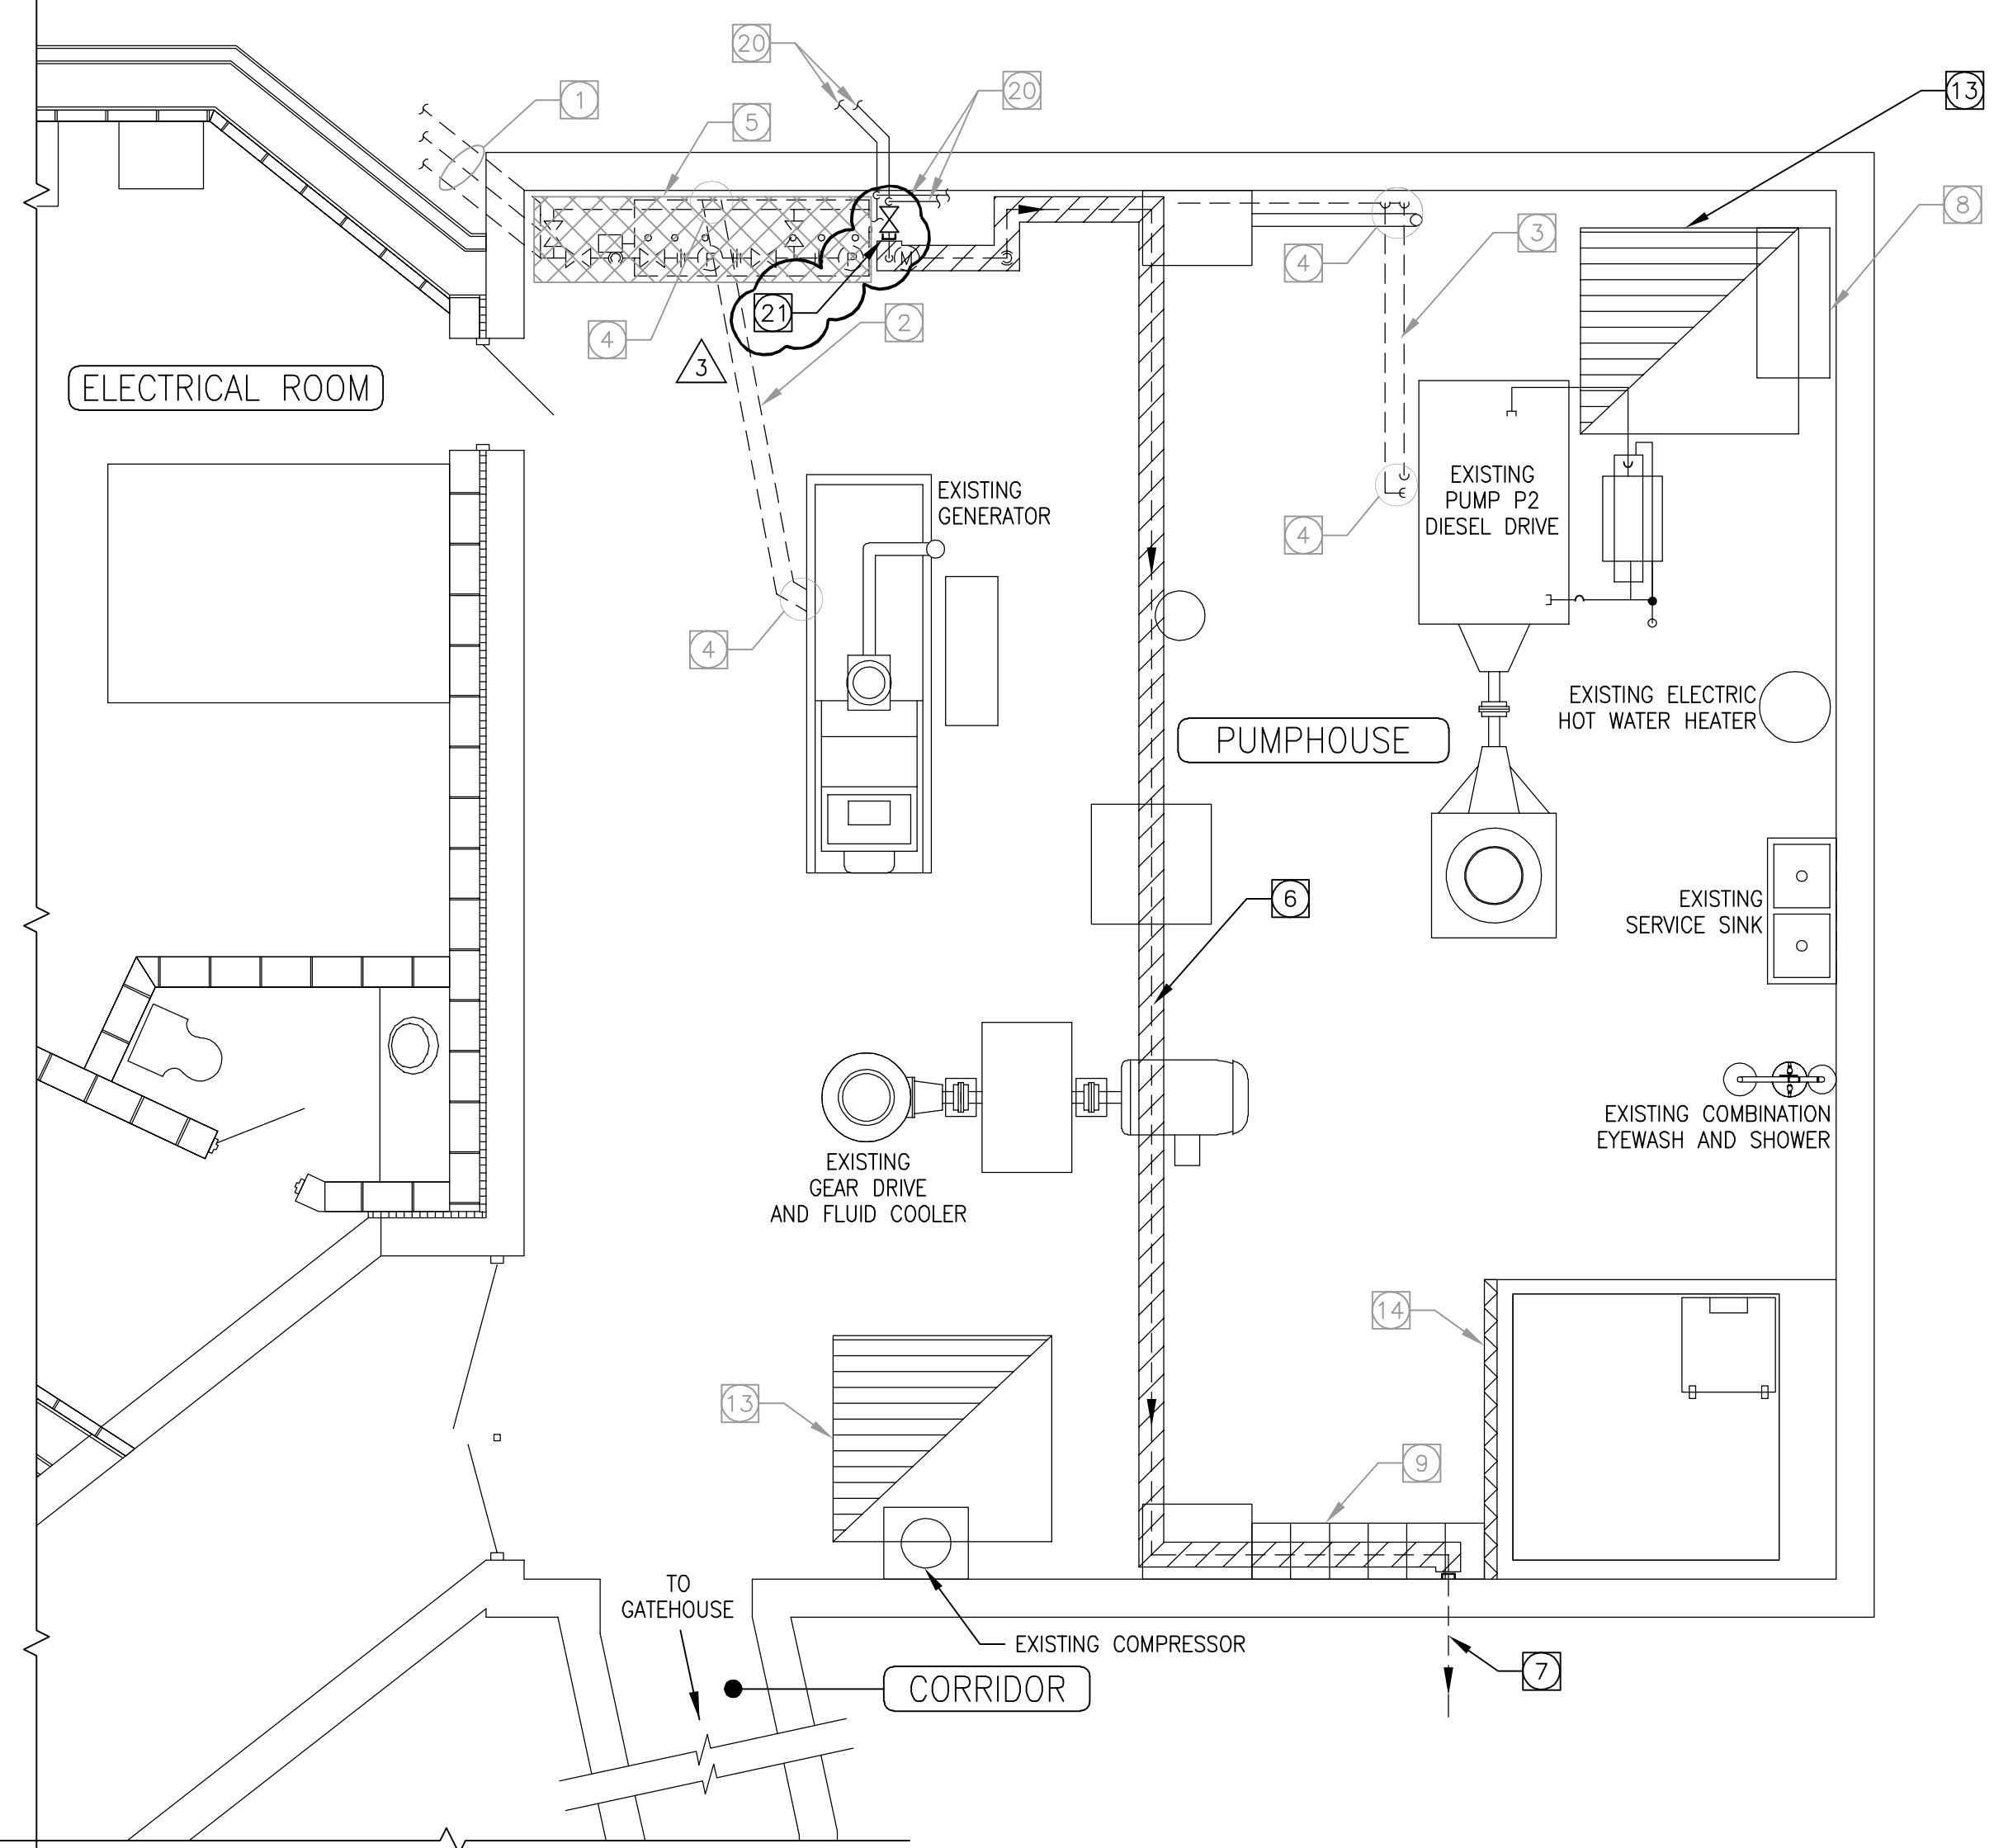 20
13
20
1
5
8
3
4
M
21
2
4
3
ELECTRICAL ROOM
EXISTING
GENERATOR
EXISTING
PUMP P2
DIESEL DRIVE
4
4
EXISTING ELECTRIC
HOT WATER HEATER
PUMPHOUSE
6
EXISTING
SERVICE SINK
EXISTING COMBINATION
EYEWASH AND SHOWER
EXISTING
GEAR DRIVE
AND FLUID COOLER
14
13
9
TO
GATEHOUSE
EXISTING COMPRESSOR
7
CORRIDOR